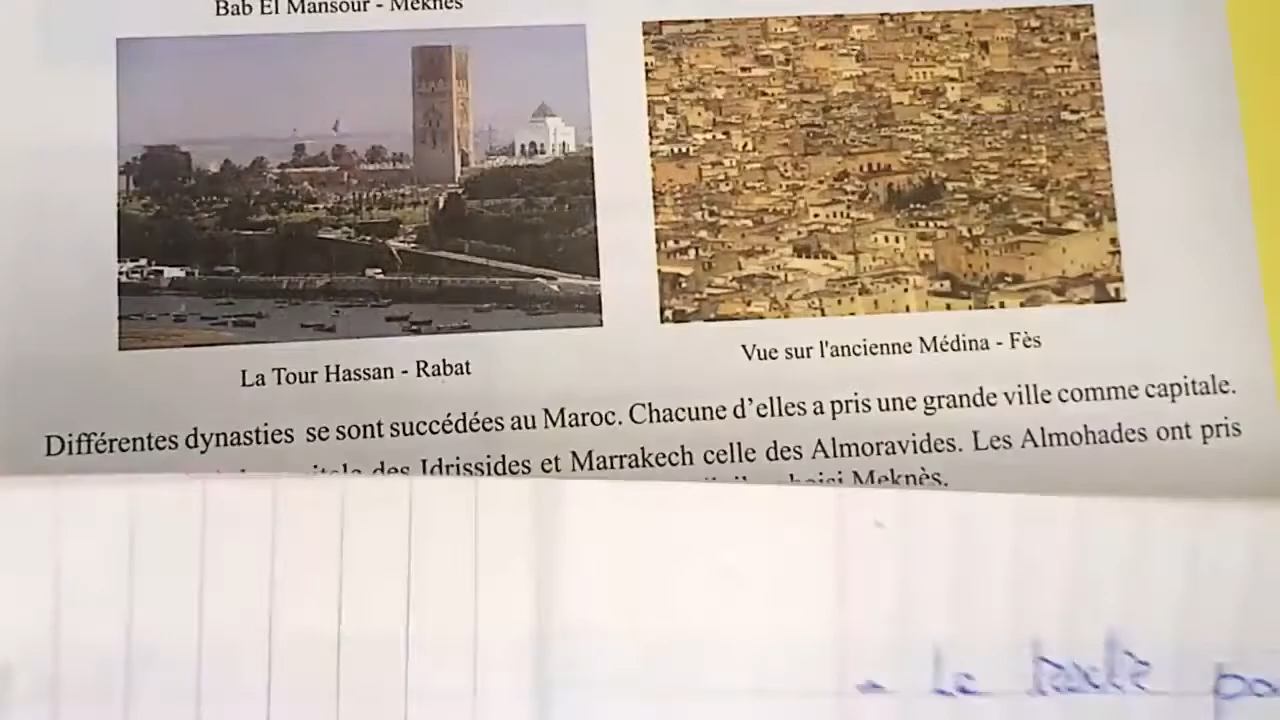 Bab El Mansour - Meknès
La Tour Hassan - Rabat
Vue sur l'ancienne Médina - Fès
Différentes dynasties se sont succédées au Maroc. Chacune d'elles a pris une grande ville comme capitale.
des Idrissides et Marrakech celle des Almoravides. Les Almohades ont pris
Meknès.